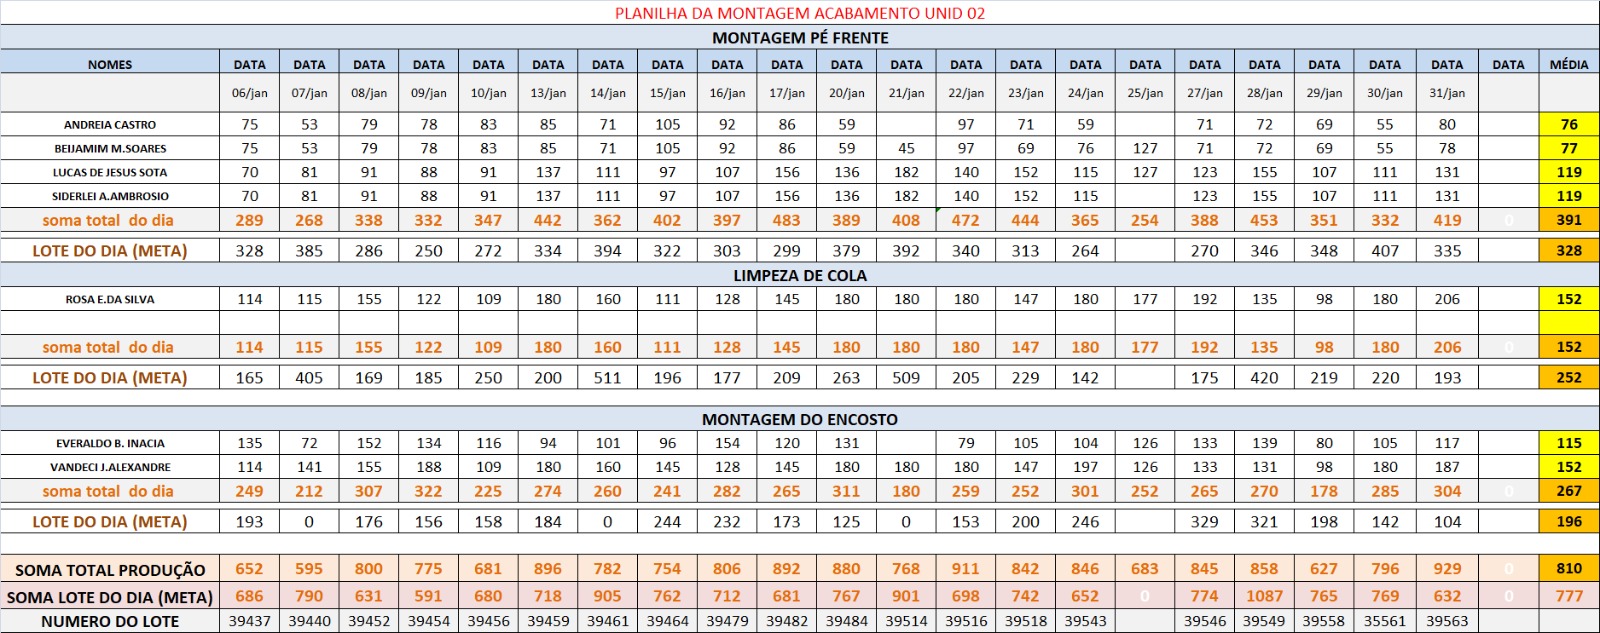 PLANILHA DA MONTAGEM ACABAMENTO UNID 02
MONTAGEM PÉ FRENTE
NOMES DATA DATA DATA DATA DATA DATA DATA DATA DATA DATA DATA DATA DATA DATA DATA DATA DATA DATA DATA DATA DATA DATA MÉDIA
06/jan 07/jan 08/jan 09/jan 10/jan 13/jan 14/jan 15/jan 16/jan 17/jan 20/jan 21/jan 22/jan 23/jan 24/jan 25/jan 27/jan 28/jan 29/jan 30/jan 31/jan
ANDREIA CASTRO 75 53 79 78 83 85 71 105 92 86 59 97 71 59 71 72 69 55 80 76
BEIJAMIM M.SOARES 75 53 79 78 83 85 71 105 92 86 59 45 97 69 76 127 71 72 69 55 78 77
LUCAS DE JESUS SOTA 70 81 91 88 91 137 111 97 107 156 136 182 140 152 115 127 123 155 107 111 131 119
SIDERLEI A.AMBROSIO 70 81 91 88 91 137 111 97 107 156 136 182 140 152 115 123 155 107 111 131 119
soma total do dia 289 268 338 332 347 442 362 402 397 483 389 408 472 444 365 254 388 453 351 332 419 0 391
LOTE DO DIA (META) 328 385 286 250 272 334 394 322 303 299 379 392 340 313 264 270 346 348 407 335 328
LIMPEZA DE COLA
ROSA E.DA SILVA 114 115 155 122 109 180 160 111 128 145 180 180 180 147 180 177 192 135 98 180 206 152
soma total do dia 114 115 155 122 109 180 160 111 128 145 180 180 180 147 180 177 192 135 98 180 206 0 152
LOTE DO DIA (META) 165 405 169 185 250 200 511 196 177 209 263 509 205 229 142 175 420 219 220 193 252
MONTAGEM DO ENCOSTO
EVERALDO B. INACIA 135 72 152 134 116 94 101 96 154 120 131 79 105 104 126 133 139 80 105 117 115
VANDECI J.ALEXANDRE 114 141 155 188 109 180 160 145 128 145 180 180 180 147 197 126 133 131 98 180 187 152
soma total do dia 249 212 307 322 225 274 260 241 282 265 311 180 259 252 301 252 265 270 178 285 304 0 267
LOTE DO DIA (META) 193 0 176 156 158 184 0 244 232 173 125 0 153 200 246 329 321 198 142 104 196
SOMA TOTAL PRODUÇÃO 652 595 800 775 681 896 782 754 806 892 880 768 911 842 846 683 845 858 627 796 929 0 810
SOMA LOTE DO DIA (META) 686 790 631 591 680 718 905 762 712 681 767 901 698 742 652 0 774 1087 765 769 632 0 777
NUMERO DO LOTE 39437 39440 39452 39454 39456 39459 39461 39464 39479 39482 39484 39514 39516 39518 39543 39546 39549 39558 35561 39563